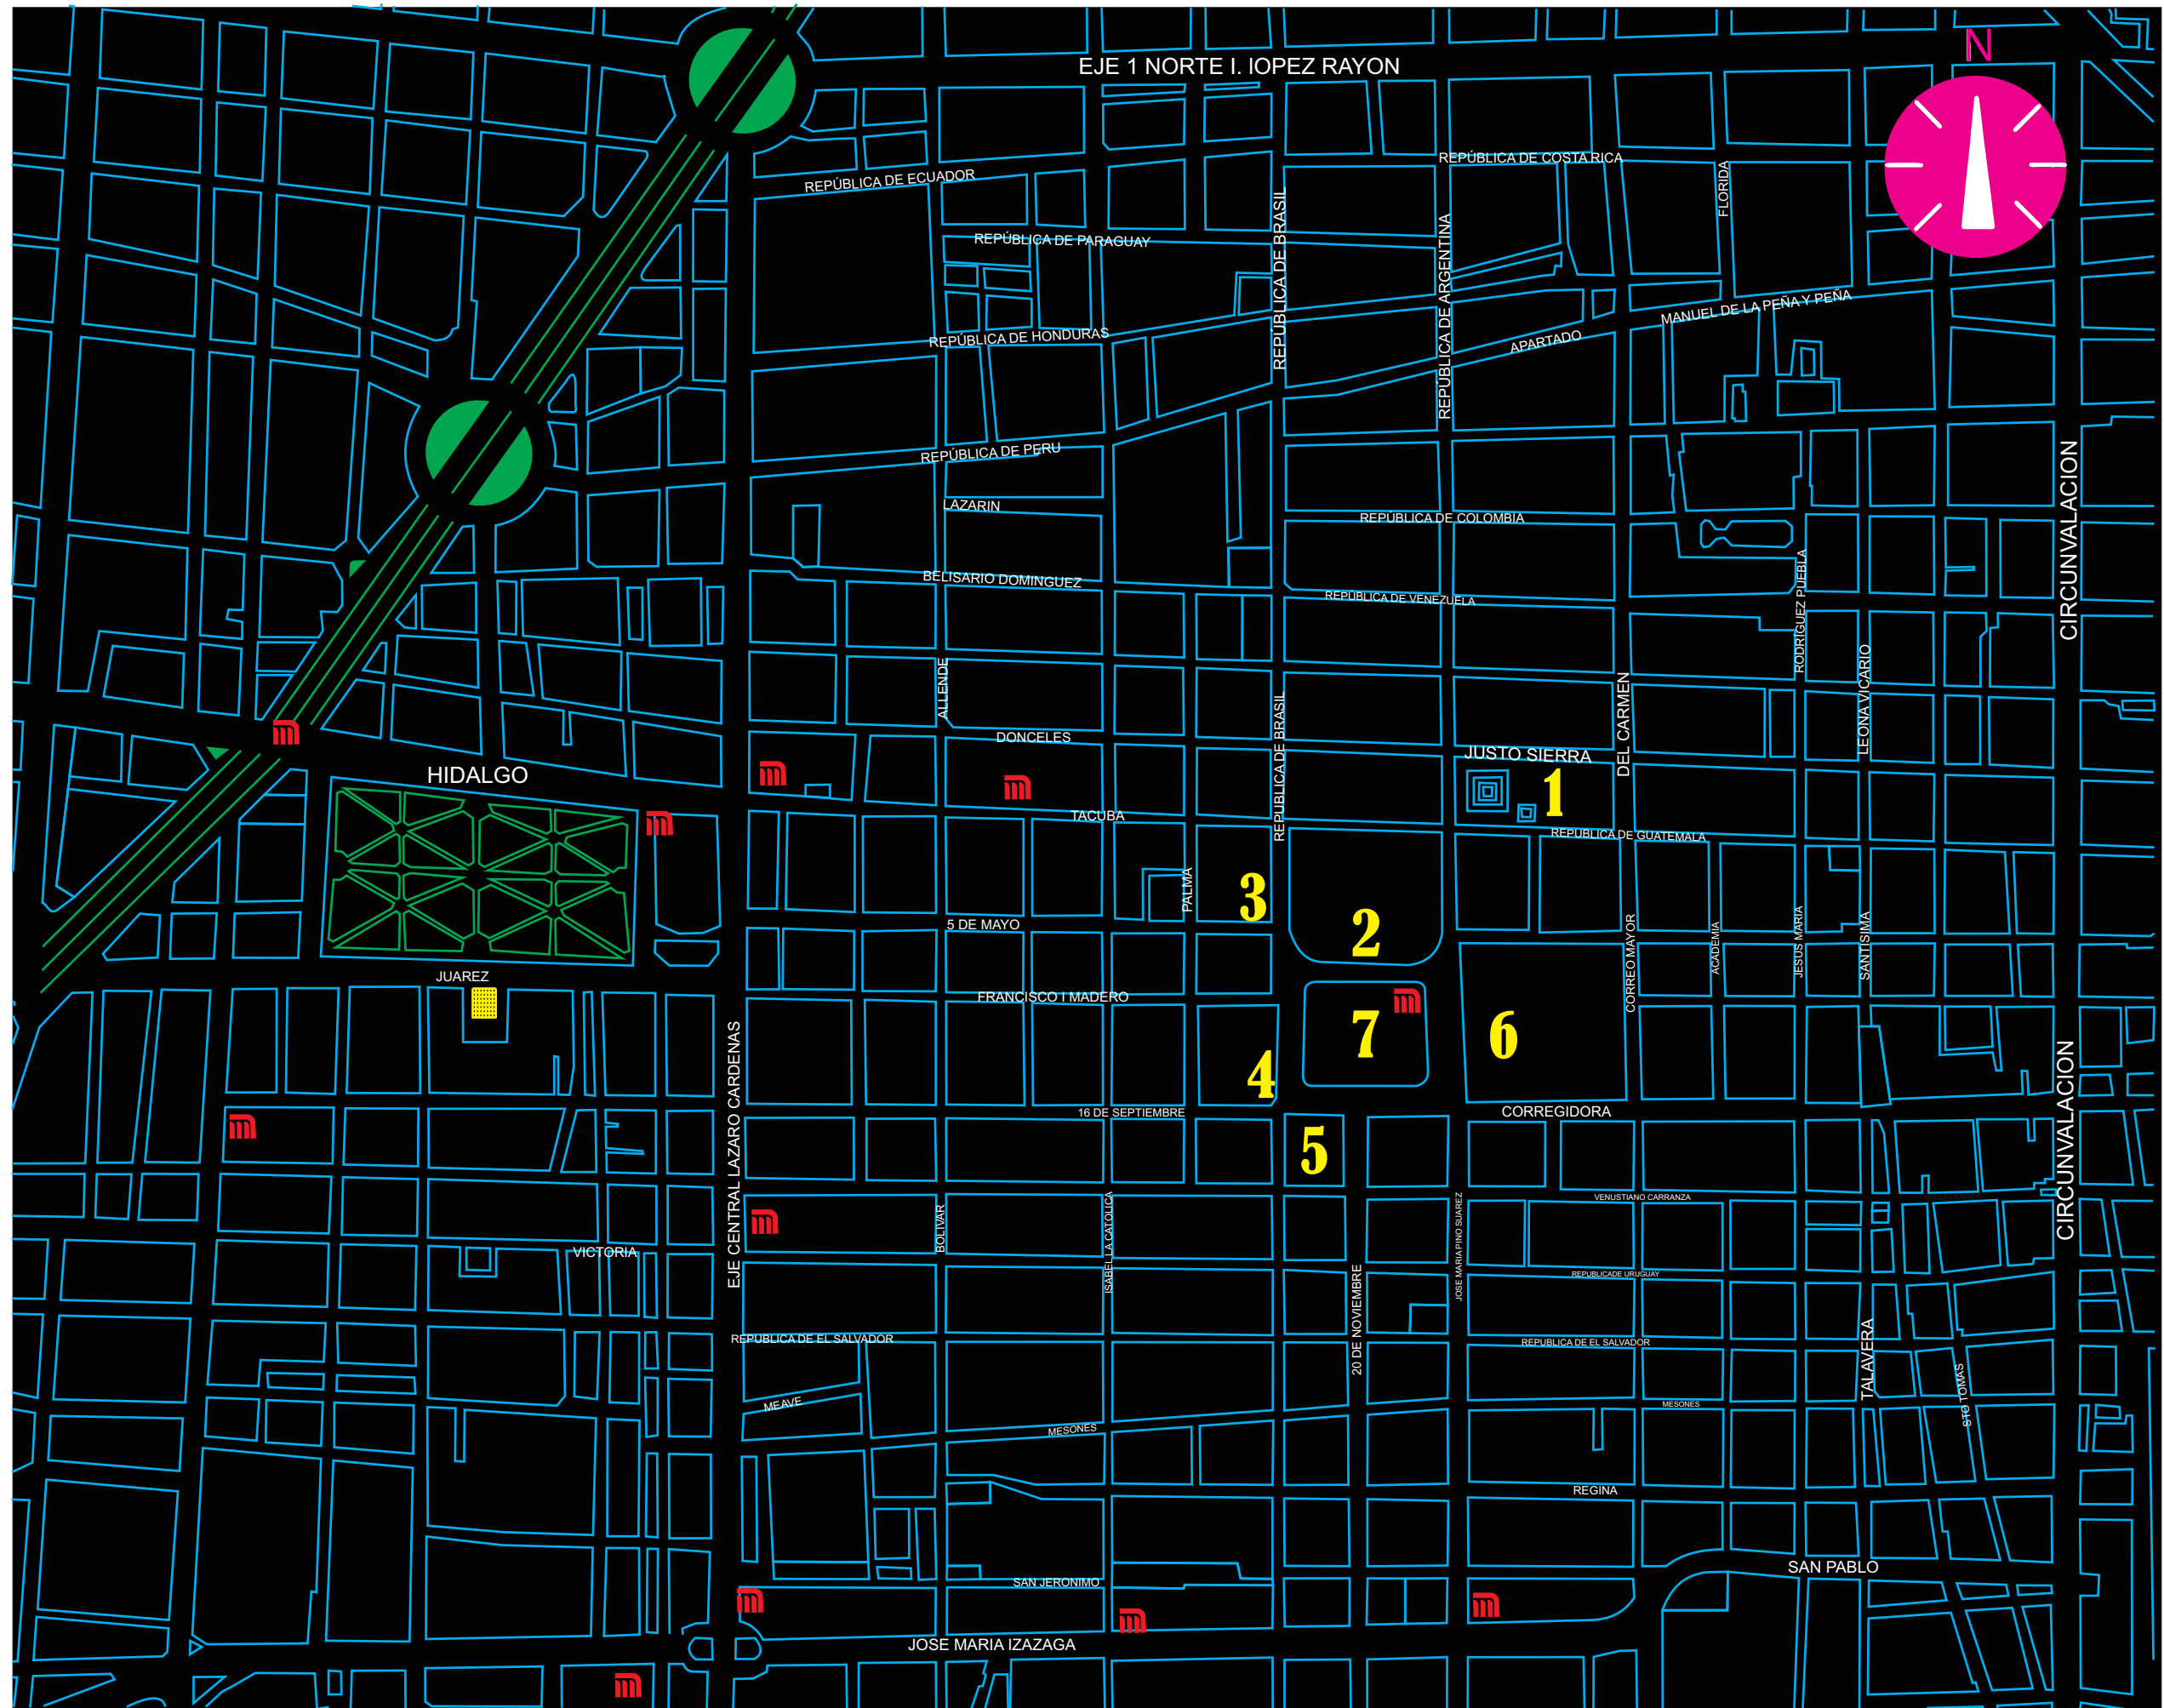 N
EJE 1 NORTE I. lOPEZ RAYON
REPÚBLICA DE COSTA RICA
REPÚBLICA DE ECUADOR
FLORIDA
REPÚBLICA DE BRASIL
REPÚBLICA DE ARGENTINA
REPÚBLICA DE PARAGUAY
MANUEL DE LA PEÑA Y PEÑA
REPÚBLICA DE HONDURAS
APARTADO
REPÚBLICA DE PERU
CIRCUNVALACION
LAZARIN
REPÚBLICA DE COLOMBIA
BELISARIO DOMINGUEZ
REPÚBLICA DE VENEZUELA
RODRÍGUEZ PUEBLA
ALLENDE
LEONA VICARIO
DEL CARMEN
REPUBLICA DE BRASIL
DONCELES
JUSTO SIERRA
HIDALGO
1
TACUBA
REPUBLICA DE GUATEMALA
PALMA
3
5 DE MAYO
2
CORREO MAYOR
ACADEMIA
JESUS MARIA
SANTISIMA
JUAREZ
FRANCISCO I MADERO
7
6
4
EJE CENTRAL LAZARO CARDENAS
16 DE SEPTIEMBRE
CORREGIDORA
CIRCUNVALACION
5
VENUSTIANO CARRANZA
BOLIVAR
ISABEL LA CATOLICA
JOSE MARIA PINO SUAREZ
VICTORIA
REPUBLICADE URUGUAY
20 DE NOVIEMBRE
REPUBLICA DE EL SALVADOR
REPUBLICA DE EL SALVADOR
TALAVERA
STO TOMAS
MEAVE
MESONES
MESONES
REGINA
SAN PABLO
SAN JERONIMO
JOSE MARIA IZAZAGA